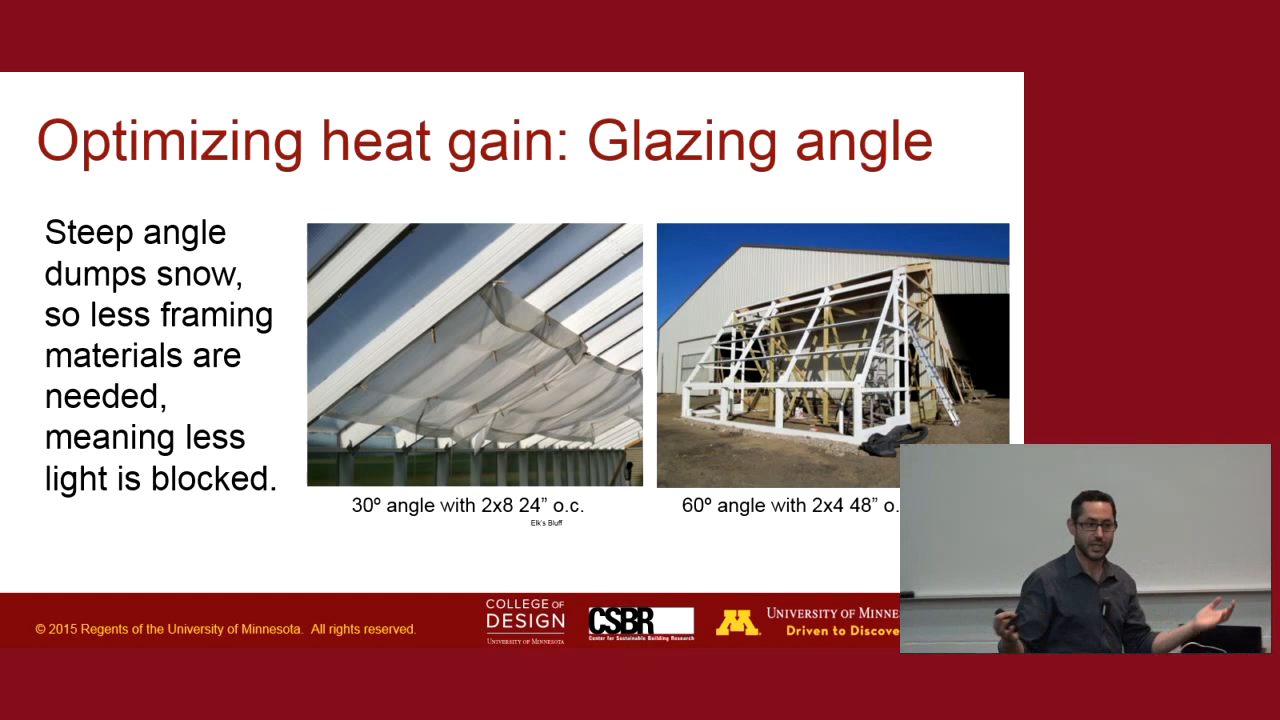 Optimizing heat gain: Glazing angle
Steep angle
dumps snow,
so less framing
materials are
needed,
meaning less
light is blocked.
30º angle with 2x8 24” o.c.
Elk's Bluff
60º angle with 2x4 48” o.
© 2015 Regents of the University of Minnesota. All rights reserved.
COLLEGE OF
DESIGN
UNIVERSITY OF MINNESOTA
CSBR
Center for Sustainable Building Research
M
UNIVERSITY OF MINNE
Driven to Discove